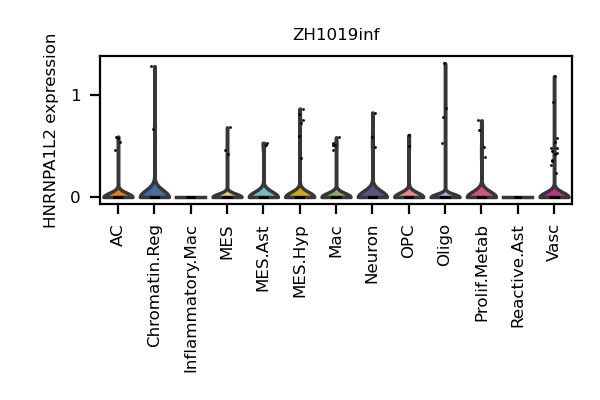 ZH1019inf
HNRNPA1L2 expression
1
0
AC
Chromatin.Reg
Inflammatory.Mac
MES
MES.Ast
MES.Hyp
Mac
Neuron
OPC
Oligo
Prolif.Metab
Reactive.Ast
Vasc